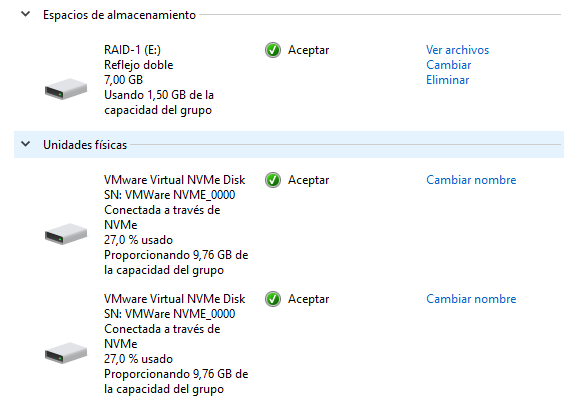 Espacios de almacenamiento
RAID-1 (E:)
Reflejo doble
7,00 GB
Usando 1,50 GB de la
capacidad del grupo
Aceptar
Ver archivos
Cambiar
Eliminar
Unidades físicas
VMware Virtual NVMe Disk
SN: VMWare NVME_0000
Conectada a través de
NVMe
27,0 % usado
Proporcionando 9,76 GB de
la capacidad del grupo
Aceptar
Cambiar nombre
VMware Virtual NVMe Disk
SN: VMWare NVME_0000
Conectada a través de
NVMe
27,0 % usado
Proporcionando 9,76 GB de
la capacidad del grupo
Aceptar
Cambiar nombre